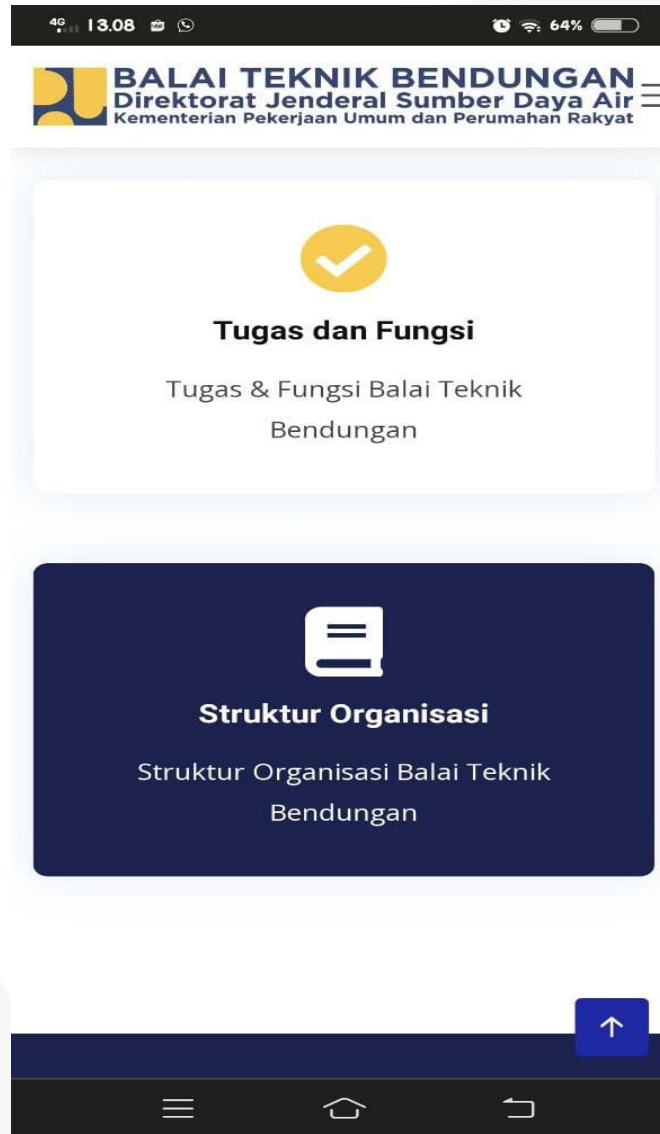 4G 13.08 64%
BALAI TEKNIK BENDUNGAN
Direktorat Jenderal Sumber Daya Air
Kementerian Pekerjaan Umum dan Perumahan Rakyat
Tugas dan Fungsi
Tugas & Fungsi Balai Teknik
Bendungan
Struktur Organisasi
Struktur Organisasi Balai Teknik
Bendungan